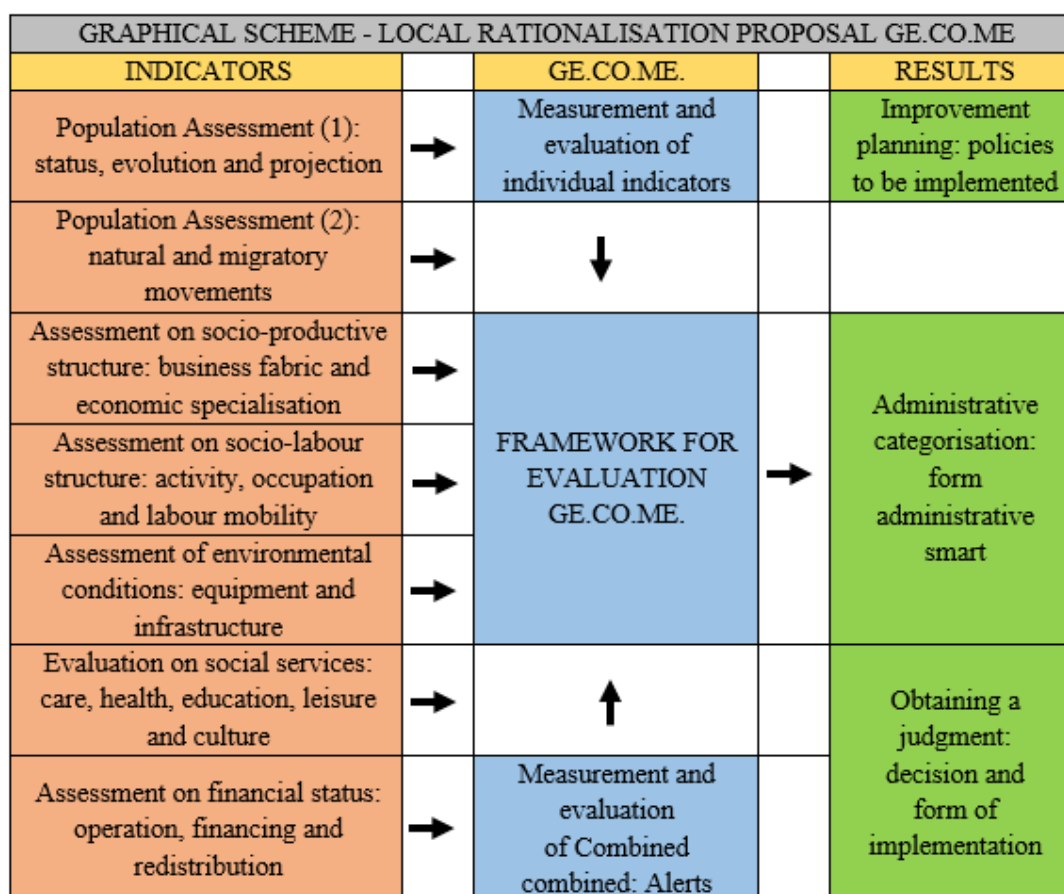 GRAPHICAL SCHEME - LOCAL RATIONALISATION PROPOSAL GE.CO.ME
INDICATORS
GE.CO.ME.
RESULTS
Population Assessment (1):
status, evolution and projection
Measurement and
evaluation of
individual indicators
Improvement
planning: policies
to be implemented
Population Assessment (2):
natural and migratory
movements
Assessment on socio-productive
structure: business fabric and
economic specialisation
Assessment on socio-labour
structure: activity, occupation
and labour mobility
Assessment of environmental
conditions: equipment and
infrastructure
FRAMEWORK FOR
EVALUATION
GE.CO.ME.
Administrative
categorisation:
form
administrative
smart
Evaluation on social services:
care, health, education, leisure
and culture
Assessment on financial status:
operation, financing and
redistribution
Measurement and
evaluation
of Combined
combined: Alerts
Obtaining a
judgment:
decision and
form of
implementation